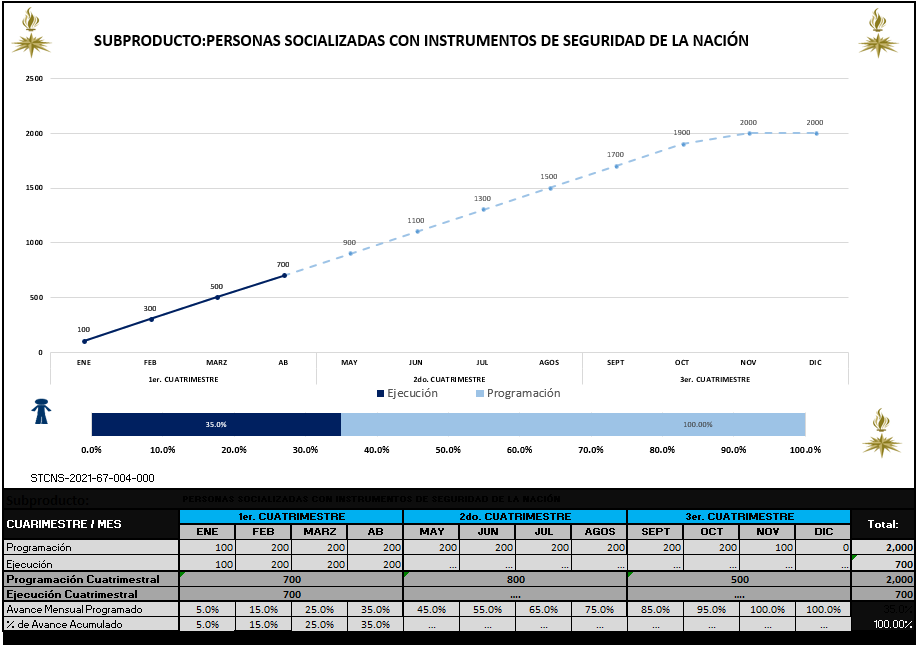 SUBPRODUCTO:PERSONAS SOCIALIZADAS CON INSTRUMENTOS DE SEGURIDAD DE LA NACIÓN
2500
2000
1500
1000
500
0
100
300
500
700
900
1100
1300
1500
1700
1900
2000
2000
ENE FEB MARZ AB MAY JUN JUL AGOS SEPT OCT NOV DIC
1er. CUATRIMESTRE 2do. CUATRIMESTRE 3er. CUATRIMESTRE
Ejecución Programación
35.0% 100.00%
0.0% 10.0% 20.0% 30.0% 40.0% 50.0% 60.0% 70.0% 80.0% 90.0% 100.0%
STCNS-2021-67-004-000
Subproducto: PERSONAS SOCIALIZADAS CON INSTRUMENTOS DE SEGURIDAD DE LA NACIÓN
CUARIMESTRE / MES 1er. CUATRIMESTRE 2do. CUATRIMESTRE 3er. CUATRIMESTRE Total:
ENE FEB MARZ AB MAY JUN JUL AGOS SEPT OCT NOV DIC
Programación 100 200 200 200 200 200 200 200 200 200 100 0 2,000
Ejecución 100 200 200 200 ... ... ... ... ... ... ... ... 700
Programación Cuatrimestral 700 800 500 2,000
Ejecución Cuatrimestral 700 .... .... 700
Avance Mensual Programado 5.0% 15.0% 25.0% 35.0% 45.0% 55.0% 65.0% 75.0% 85.0% 95.0% 100.0% 100.0% 35.0%
% de Avance Acumulado 5.0% 15.0% 25.0% 35.0% ... ... ... ... ... ... ... ... 100.00%